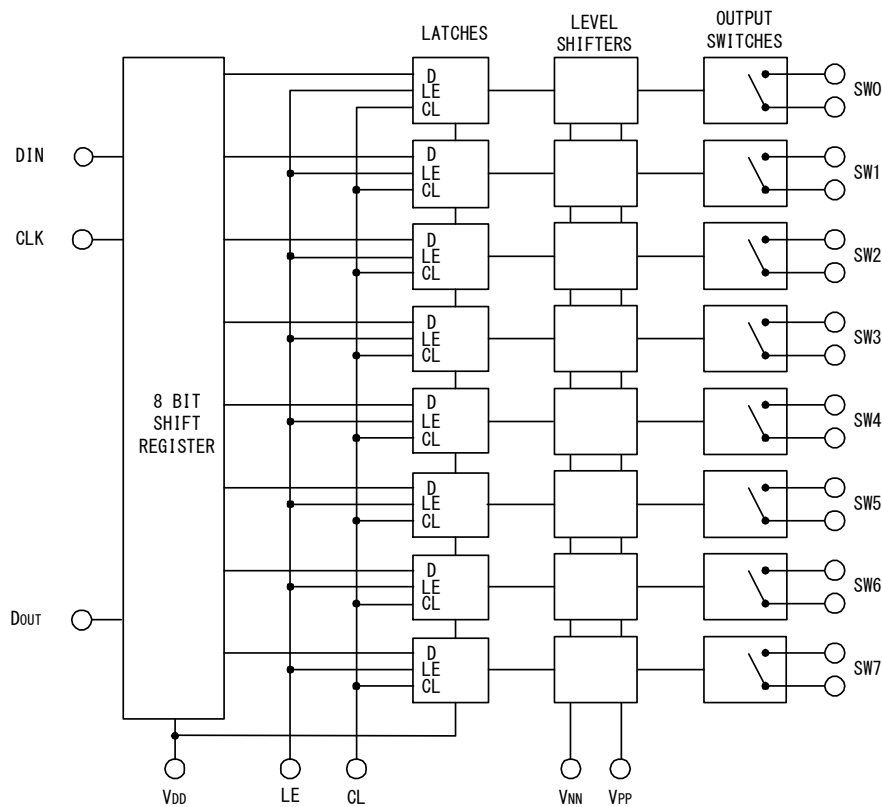 LATCHES
LEVEL
SHIFTERS
OUTPUT
SWITCHES
D
LE
CL
SW0
DIN
D
LE
CL
SW1
CLK
D
LE
CL
SW2
D
LE
CL
SW3
8 BIT
SHIFT
REGISTER
D
LE
CL
SW4
D
LE
CL
SW5
D
LE
CL
SW6
DOUT
D
LE
CL
SW7
VDD
LE
CL
VNN
VPP